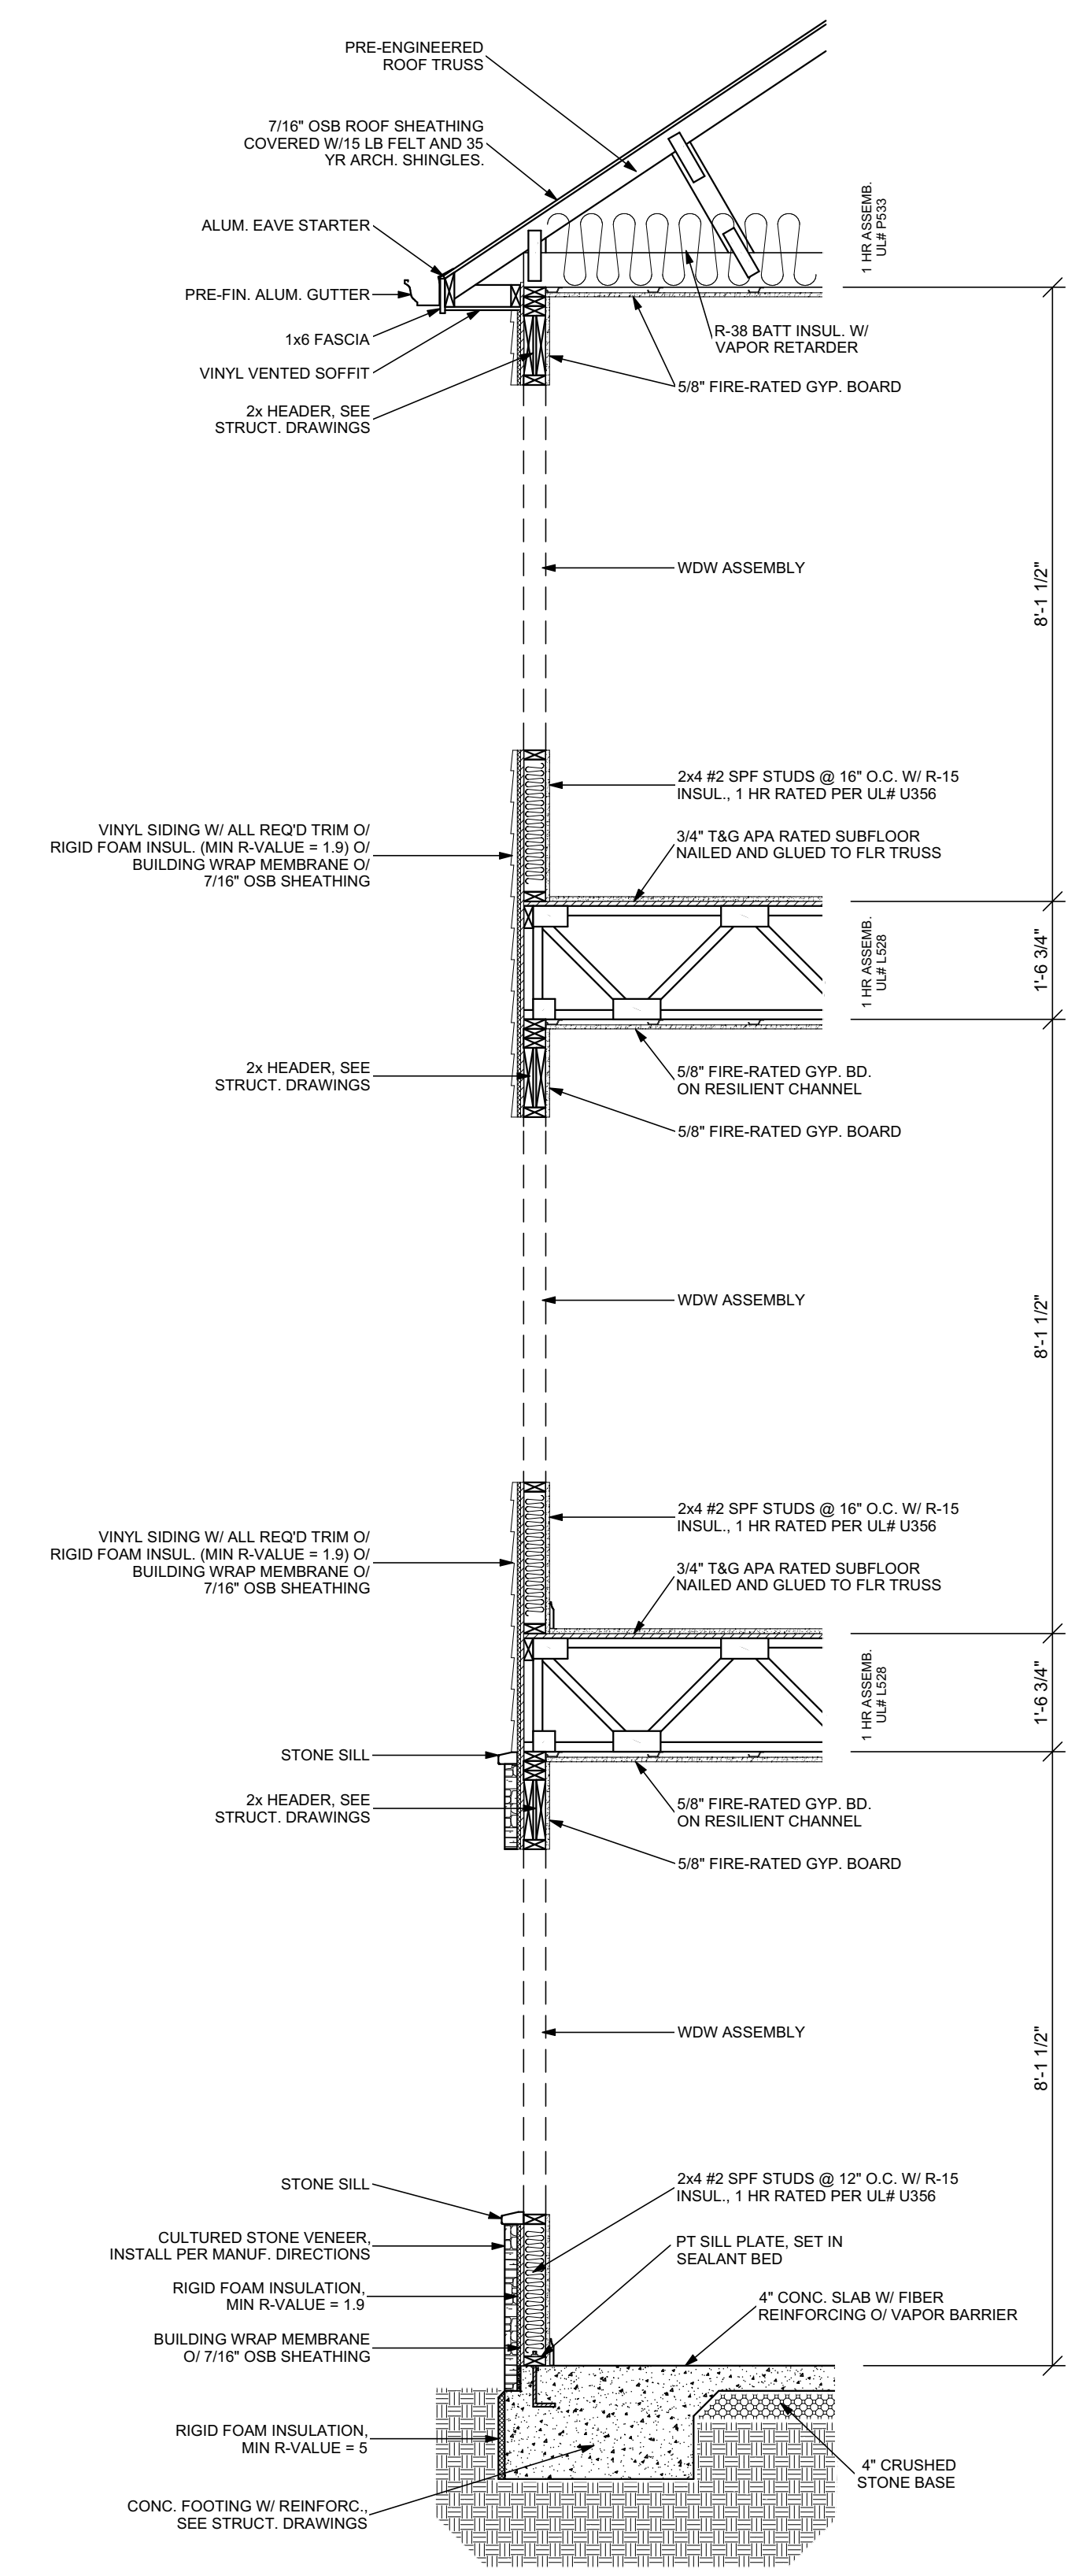 PRE-ENGINEERED
ROOF TRUSS
7/16" OSB ROOF SHEATHING
COVERED W/15 LB FELT AND 35
YR ARCH. SHINGLES.
ALUM. EAVE STARTER
PRE-FIN. ALUM. GUTTER
1x6 FASCIA
VINYL VENTED SOFFIT
2x HEADER, SEE
STRUCT. DRAWINGS
1 HR ASSEMB.
UL# P533
R-38 BATT INSUL. W/
VAPOR RETARDER
5/8" FIRE-RATED GYP. BOARD
WDW ASSEMBLY
8'-1 1/2"
2x4 #2 SPF STUDS @ 16" O.C. W/ R-15
INSUL., 1 HR RATED PER UL# U356
VINYL SIDING W/ ALL REQ'D TRIM O/
RIGID FOAM INSUL. (MIN R-VALUE = 1.9) O/
BUILDING WRAP MEMBRANE O/
7/16" OSB SHEATHING
3/4" T&G APA RATED SUBFLOOR
NAILED AND GLUED TO FLR TRUSS
1 HR ASSEMB.
UL# L528
1'-6 3/4"
2x HEADER, SEE
STRUCT. DRAWINGS
5/8" FIRE-RATED GYP. BD.
ON RESILIENT CHANNEL
5/8" FIRE-RATED GYP. BOARD
WDW ASSEMBLY
8'-1 1/2"
2x4 #2 SPF STUDS @ 16" O.C. W/ R-15
INSUL., 1 HR RATED PER UL# U356
VINYL SIDING W/ ALL REQ'D TRIM O/
RIGID FOAM INSUL. (MIN R-VALUE = 1.9) O/
BUILDING WRAP MEMBRANE O/
7/16" OSB SHEATHING
3/4" T&G APA RATED SUBFLOOR
NAILED AND GLUED TO FLR TRUSS
1 HR ASSEMB.
UL# L528
1'-6 3/4"
STONE SILL
2x HEADER, SEE
STRUCT. DRAWINGS
5/8" FIRE-RATED GYP. BD.
ON RESILIENT CHANNEL
5/8" FIRE-RATED GYP. BOARD
WDW ASSEMBLY
8'-1 1/2"
STONE SILL
CULTURED STONE VENEER,
INSTALL PER MANUF. DIRECTIONS
RIGID FOAM INSULATION,
MIN R-VALUE = 1.9
BUILDING WRAP MEMBRANE
O/ 7/16" OSB SHEATHING
RIGID FOAM INSULATION,
MIN R-VALUE = 5
CONC. FOOTING W/ REINFORC.,
SEE STRUCT. DRAWINGS
2x4 #2 SPF STUDS @ 12" O.C. W/ R-15
INSUL., 1 HR RATED PER UL# U356
PT SILL PLATE, SET IN
SEALANT BED
4" CONC. SLAB W/ FIBER
REINFORCING O/ VAPOR BARRIER
4" CRUSHED
STONE BASE